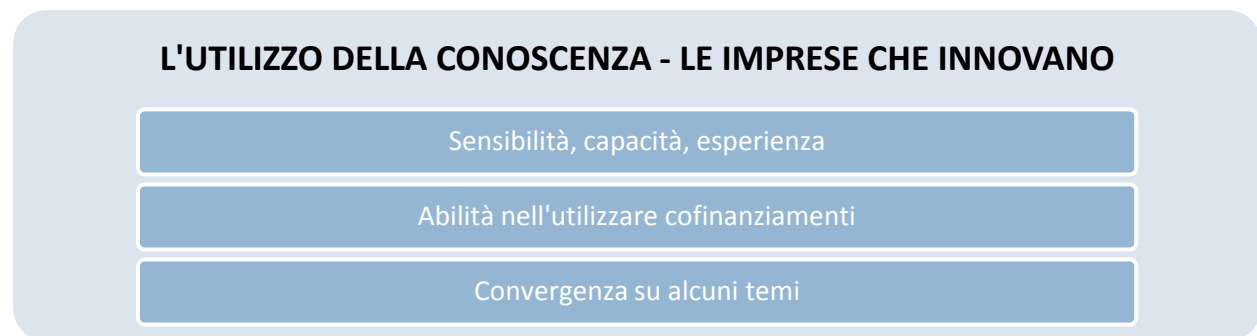 L'UTILIZZO DELLA CONOSCENZA - LE IMPRESE CHE INNOVANO
Sensibilità, capacità, esperienza
Abilità nell'utilizzare cofinanziamenti
Convergenza su alcuni temi